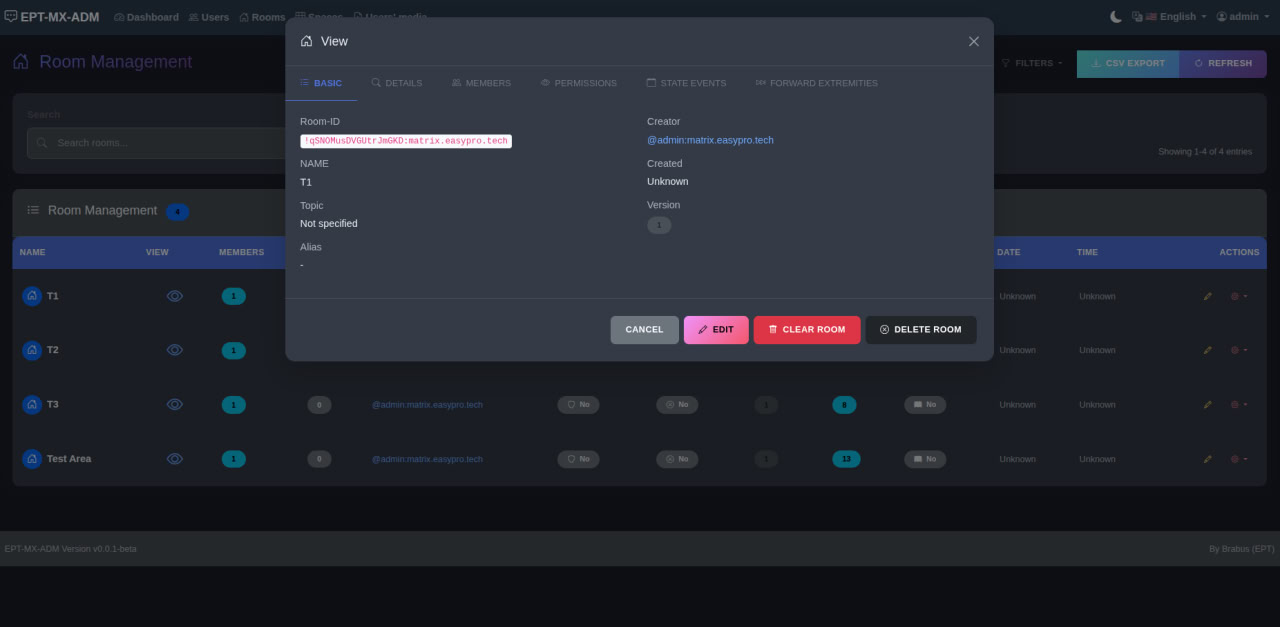 EPT-MX-ADM Dashboard Users Rooms Spaces Users' media English admin
View
Room Management
FILTERS CSV EXPORT REFRESH
BASIC DETAILS MEMBERS PERMISSIONS STATE EVENTS FORWARD EXTREMITIES
Search
Search rooms...
Showing 1-4 of 4 entries
Room-ID
!qSNOMusDVGUtrJmGKD:matrix.easypro.tech
NAME
T1
Topic
Not specified
Alias
-
Creator
@admin:matrix.easypro.tech
Created
Unknown
Version
1
CANCEL EDIT CLEAR ROOM DELETE ROOM
Room Management 4
NAME VIEW MEMBERS DATE TIME ACTIONS
T1 1 Unknown Unknown
T2 1 Unknown Unknown
T3 1 0 @admin:matrix.easypro.tech No No 1 8 No Unknown Unknown
Test Area 1 0 @admin:matrix.easypro.tech No No 1 13 No Unknown Unknown
EPT-MX-ADM Version v0.0.1-beta
By Brabus (EPT)